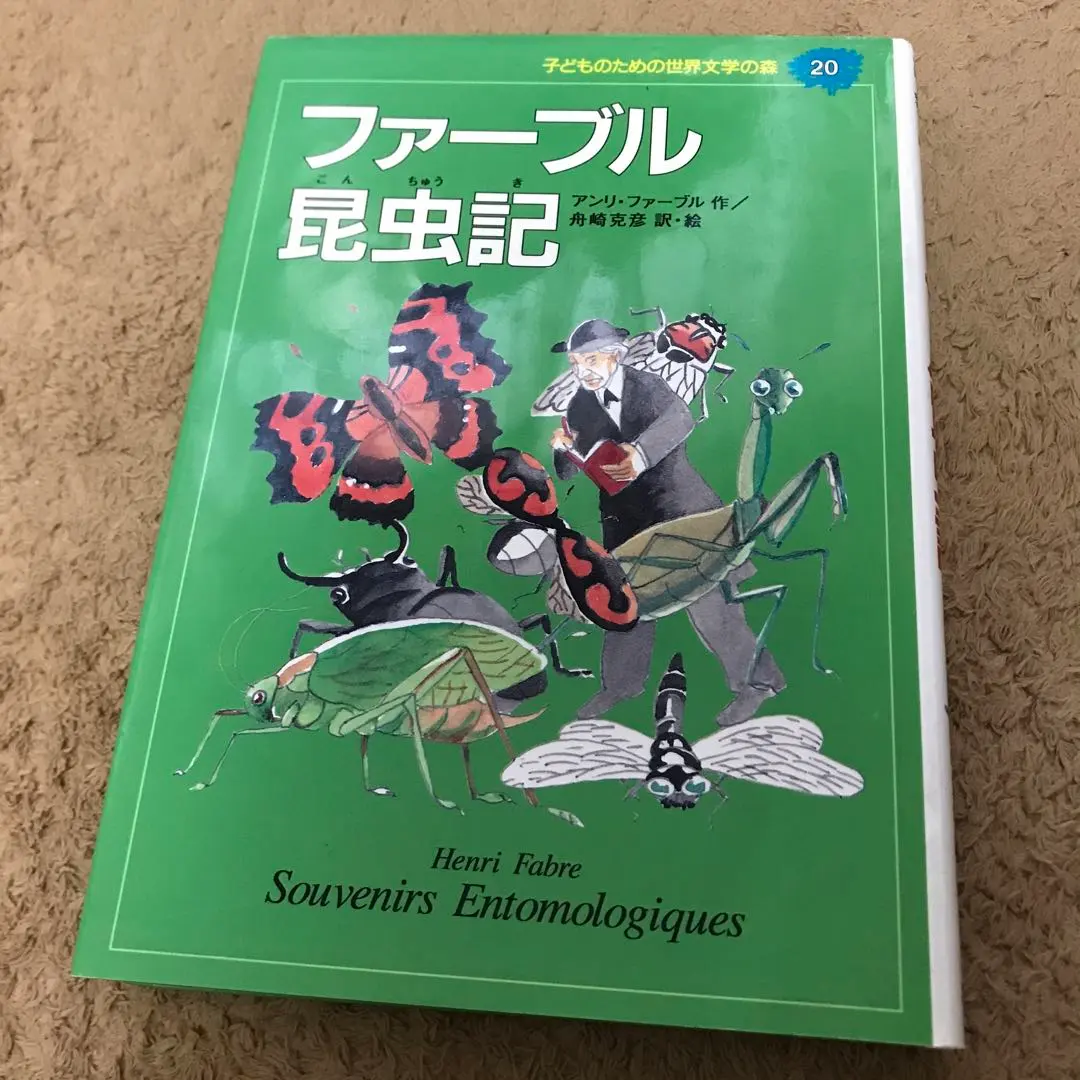 子どものための世界文学の森 20
ファーブル
こん ちゅう き
昆虫記
アンリ・ファーブル 作／
舟崎克彦 訳・絵
Henri Fabre
Souvenirs Entomologiques